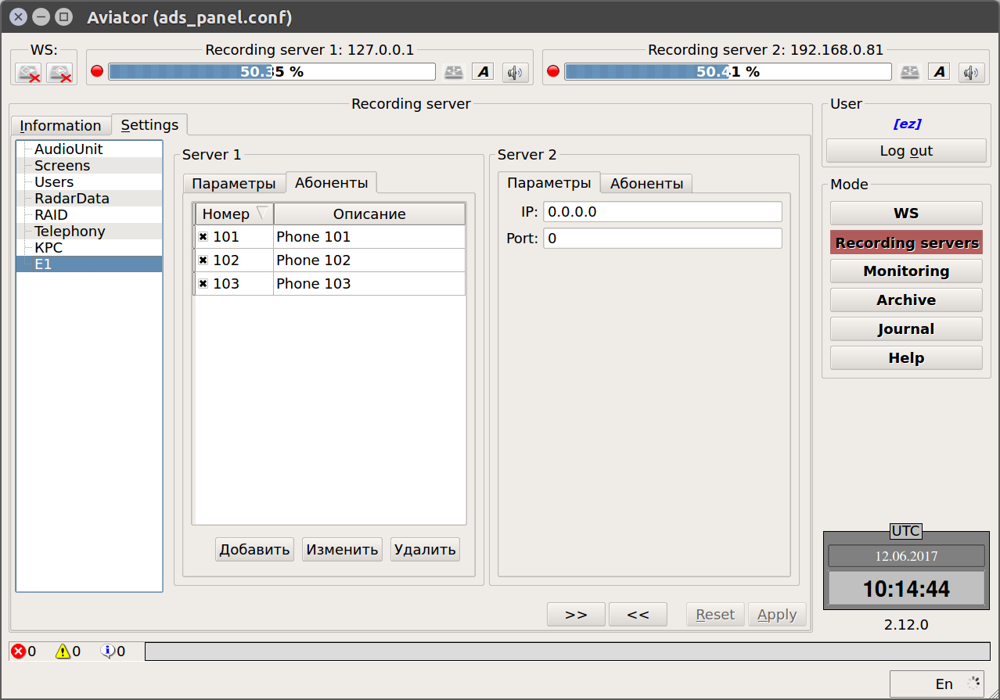 Aviator (ads_panel.conf)
WS:
Recording server 1: 127.0.0.1
Recording server 2: 192.168.0.81
50.35 %
A
50.41 %
A
Recording server
User
Information
Settings
[ez]
Log out
AudioUnit
Screens
Users
RadarData
RAID
Telephony
КРС
E1
Server 1
Параметры
Абоненты
Номер
Описание
101
Phone 101
102
Phone 102
103
Phone 103
Добавить
Изменить
Удалить
Server 2
Параметры
Абоненты
IP:
0.0.0.0
Port:
0
Mode
WS
Recording servers
Monitoring
Archive
Journal
Help
UTC
12.06.2017
10:14:44
2.12.0
>>
<<
Reset
Apply
0
0
0
En